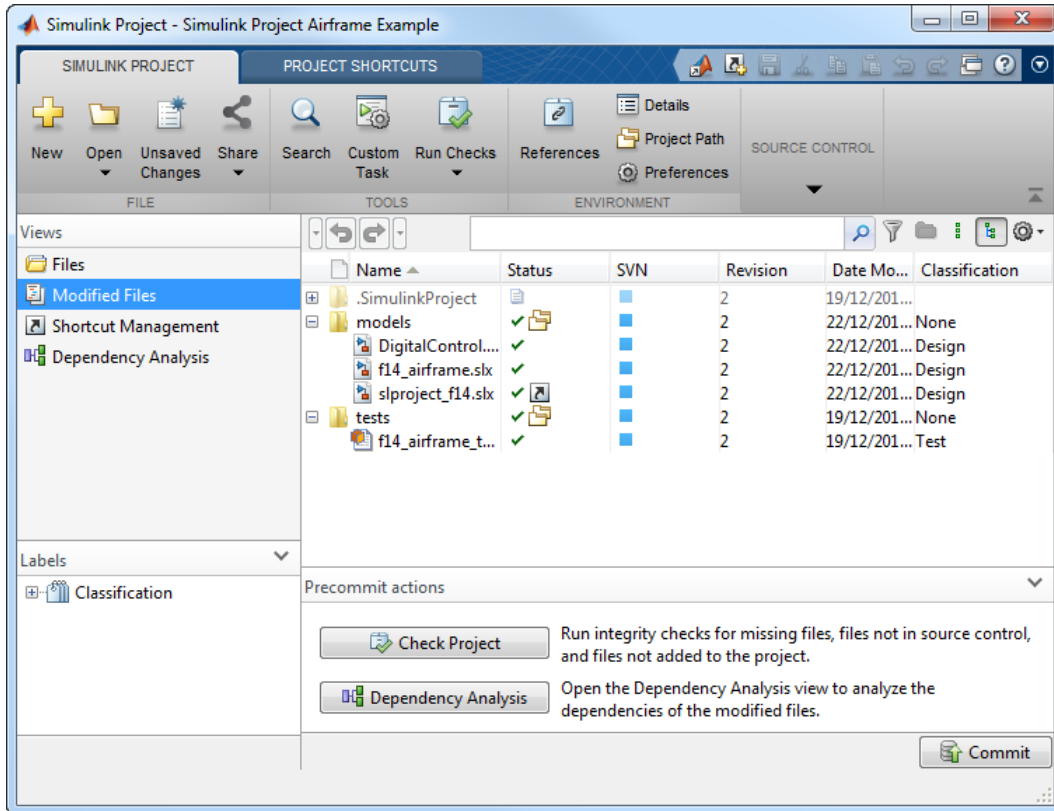 Simulink Project - Simulink Project Airframe Example
SIMULINK PROJECT
PROJECT SHORTCUTS
New
Open
Unsaved Changes
Share
Search
Custom Task
Run Checks
References
Details
Project Path
Preferences
SOURCE CONTROL
FILE
TOOLS
ENVIRONMENT
Views
Files
Modified Files
Shortcut Management
Dependency Analysis
Labels
Classification
Name Status SVN Revision Date Mo... Classification
.SimulinkProject 2 19/12/201...
models 2 22/12/201... None
DigitalControl.... 2 22/12/201... Design
f14_airframe.slx 2 22/12/201... Design
slproject_f14.slx 2 22/12/201... Design
tests 2 19/12/201... None
f14_airframe_t... 2 19/12/201... Test
Precommit actions
Check Project
Run integrity checks for missing files, files not in source control,
and files not added to the project.
Dependency Analysis
Open the Dependency Analysis view to analyze the
dependencies of the modified files.
Commit